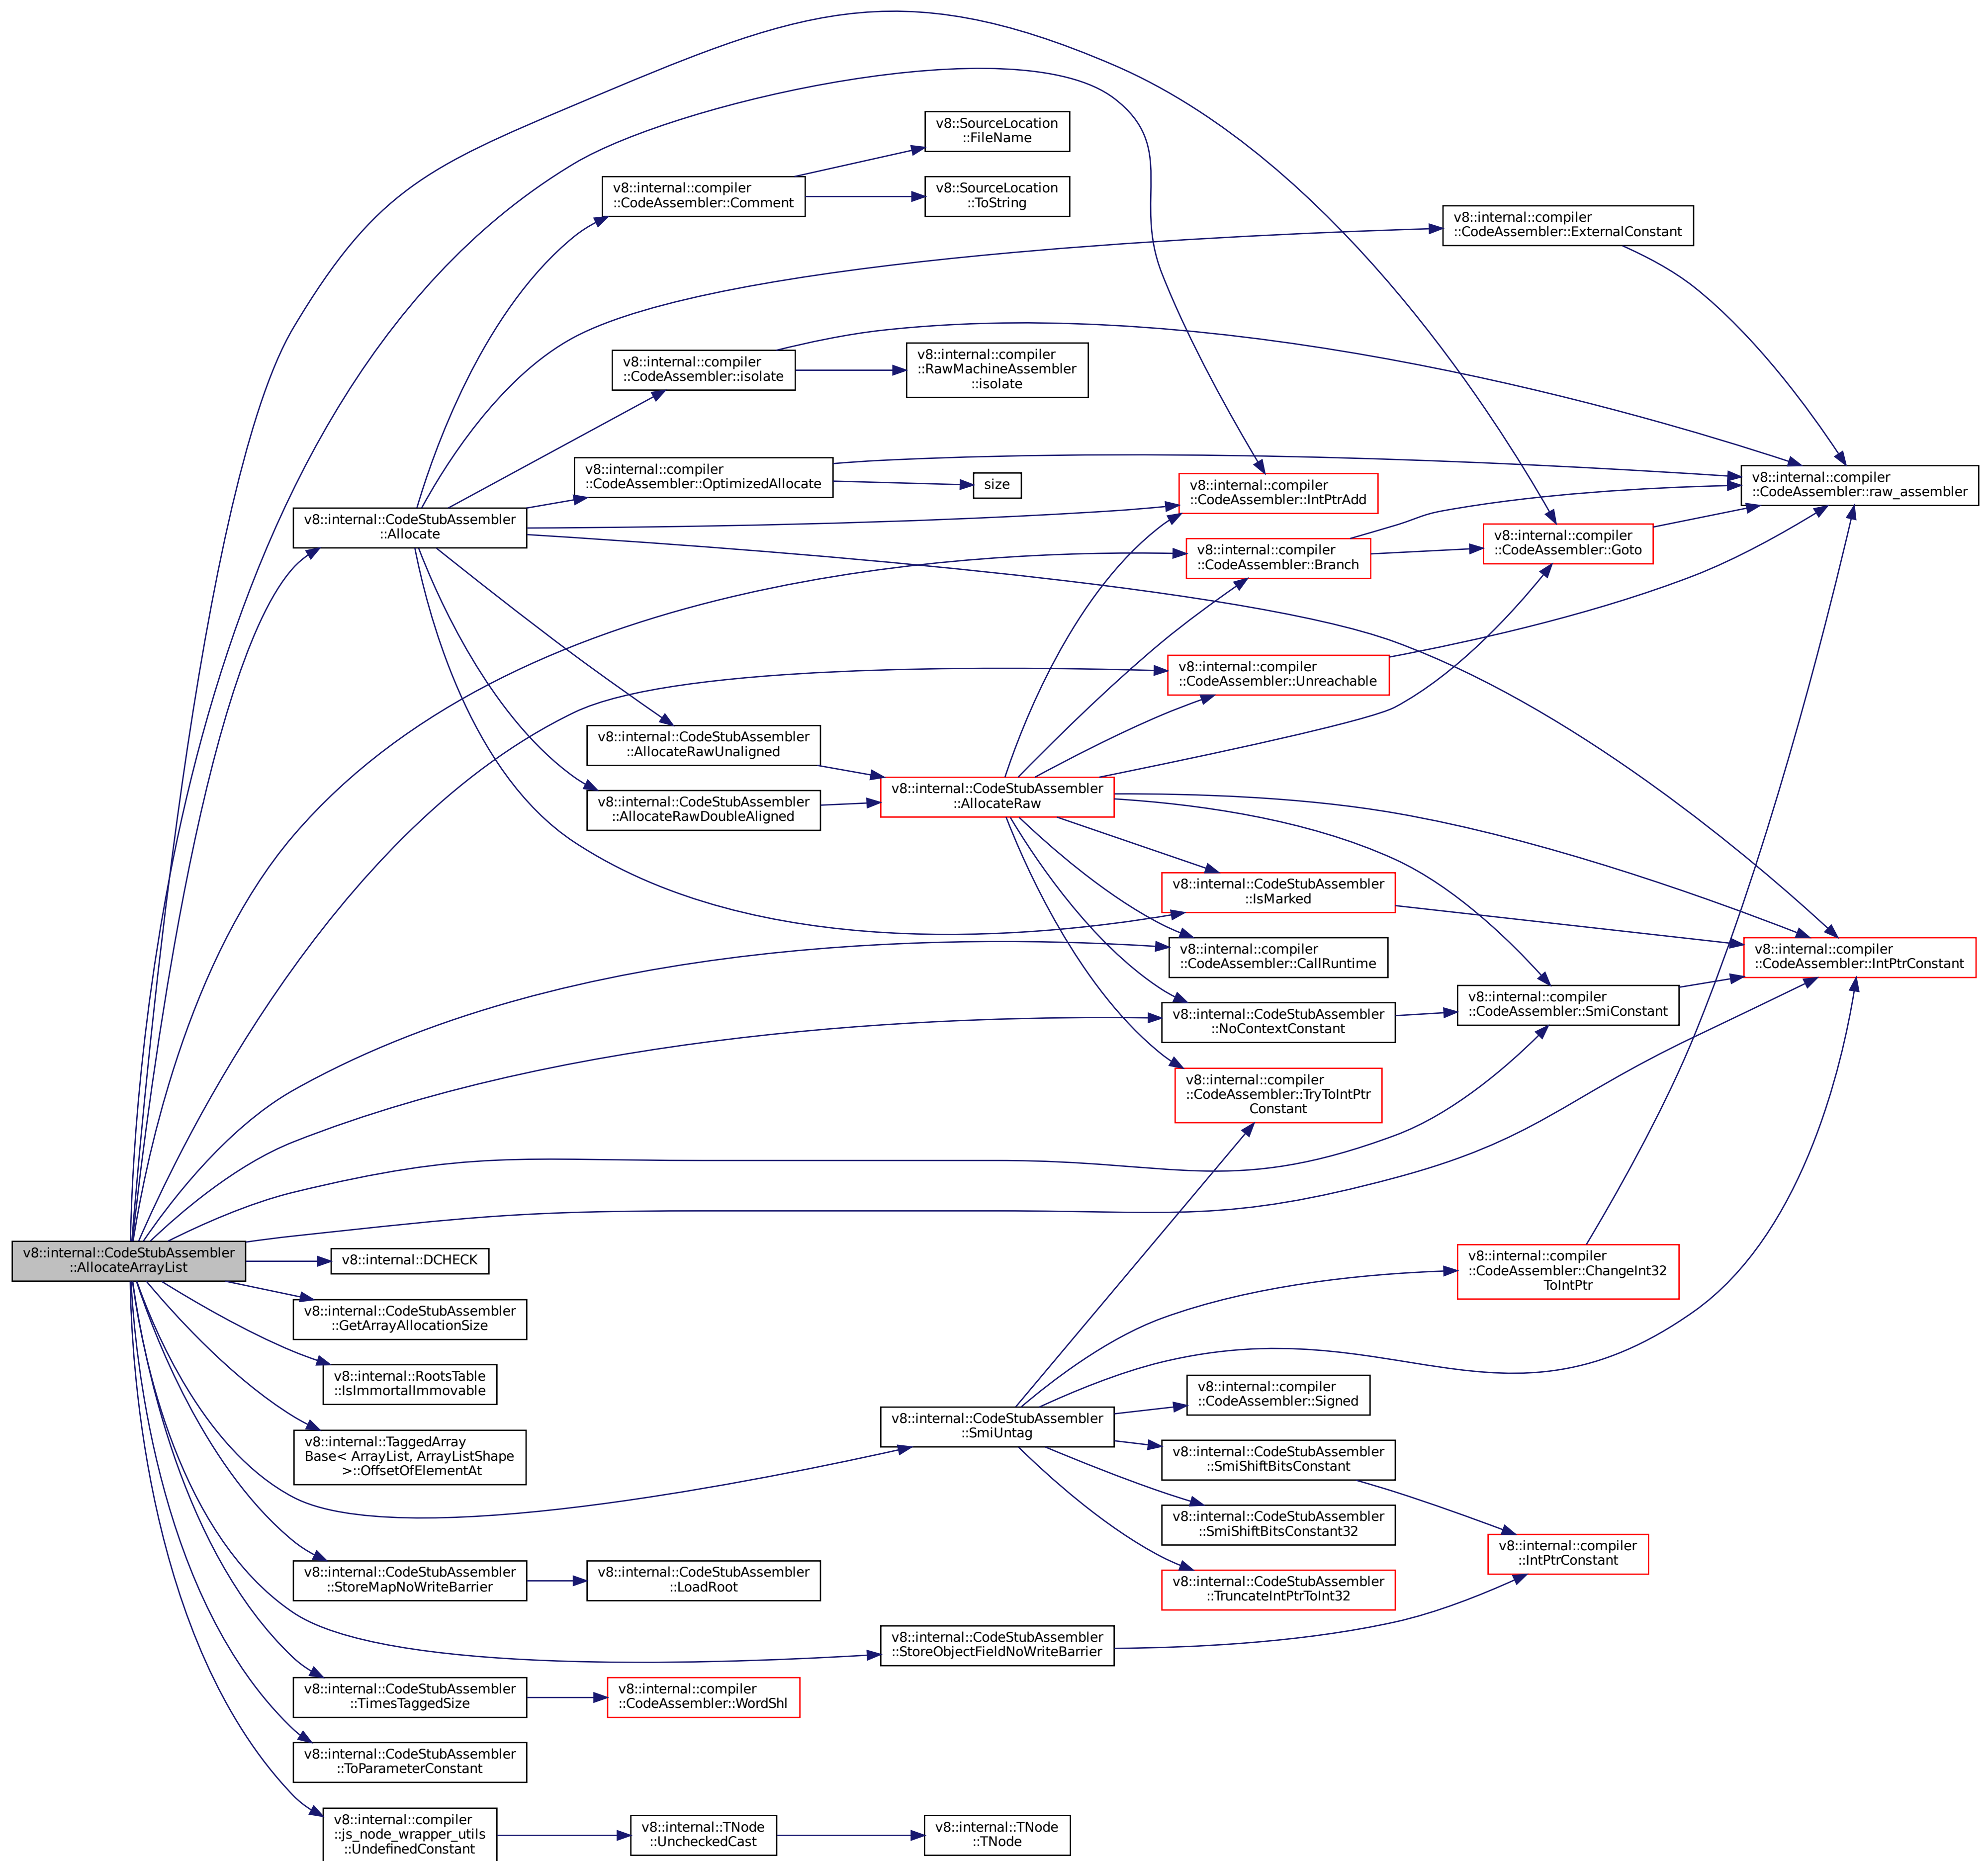 v8::SourceLocation
::FileName
v8::internal::compiler
::CodeAssembler::Comment
v8::SourceLocation
::ToString
v8::internal::compiler
::CodeAssembler::ExternalConstant
v8::internal::compiler
::CodeAssembler::isolate
v8::internal::compiler
::RawMachineAssembler
::isolate
v8::internal::compiler
::CodeAssembler::OptimizedAllocate
size
v8::internal::compiler
::CodeAssembler::IntPtrAdd
v8::internal::compiler
::CodeAssembler::raw_assembler
v8::internal::CodeStubAssembler
::Allocate
v8::internal::compiler
::CodeAssembler::Branch
v8::internal::compiler
::CodeAssembler::Goto
v8::internal::compiler
::CodeAssembler::Unreachable
v8::internal::CodeStubAssembler
::AllocateRawUnaligned
v8::internal::CodeStubAssembler
::AllocateRawDoubleAligned
v8::internal::CodeStubAssembler
::AllocateRaw
v8::internal::CodeStubAssembler
::IsMarked
v8::internal::compiler
::CodeAssembler::CallRuntime
v8::internal::compiler
::CodeAssembler::IntPtrConstant
v8::internal::CodeStubAssembler
::NoContextConstant
v8::internal::compiler
::CodeAssembler::SmiConstant
v8::internal::compiler
::CodeAssembler::TryToIntPtr
Constant
v8::internal::CodeStubAssembler
::AllocateArrayList
v8::internal::DCHECK
v8::internal::compiler
::CodeAssembler::ChangeInt32
ToIntPtr
v8::internal::CodeStubAssembler
::GetArrayAllocationSize
v8::internal::RootsTable
::IsImmortalImmovable
v8::internal::compiler
::CodeAssembler::Signed
v8::internal::CodeStubAssembler
::SmiUntag
v8::internal::TaggedArray
Base< ArrayList, ArrayListShape
>::OffsetOfElementAt
v8::internal::CodeStubAssembler
::SmiShiftBitsConstant
v8::internal::CodeStubAssembler
::SmiShiftBitsConstant32
v8::internal::compiler
::IntPtrConstant
v8::internal::CodeStubAssembler
::StoreMapNoWriteBarrier
v8::internal::CodeStubAssembler
::LoadRoot
v8::internal::CodeStubAssembler
::TruncateIntPtrToInt32
v8::internal::CodeStubAssembler
::StoreObjectFieldNoWriteBarrier
v8::internal::CodeStubAssembler
::TimesTaggedSize
v8::internal::compiler
::CodeAssembler::WordShl
v8::internal::CodeStubAssembler
::ToParameterConstant
v8::internal::compiler
::js_node_wrapper_utils
::UndefinedConstant
v8::internal::TNode
::UncheckedCast
v8::internal::TNode
::TNode